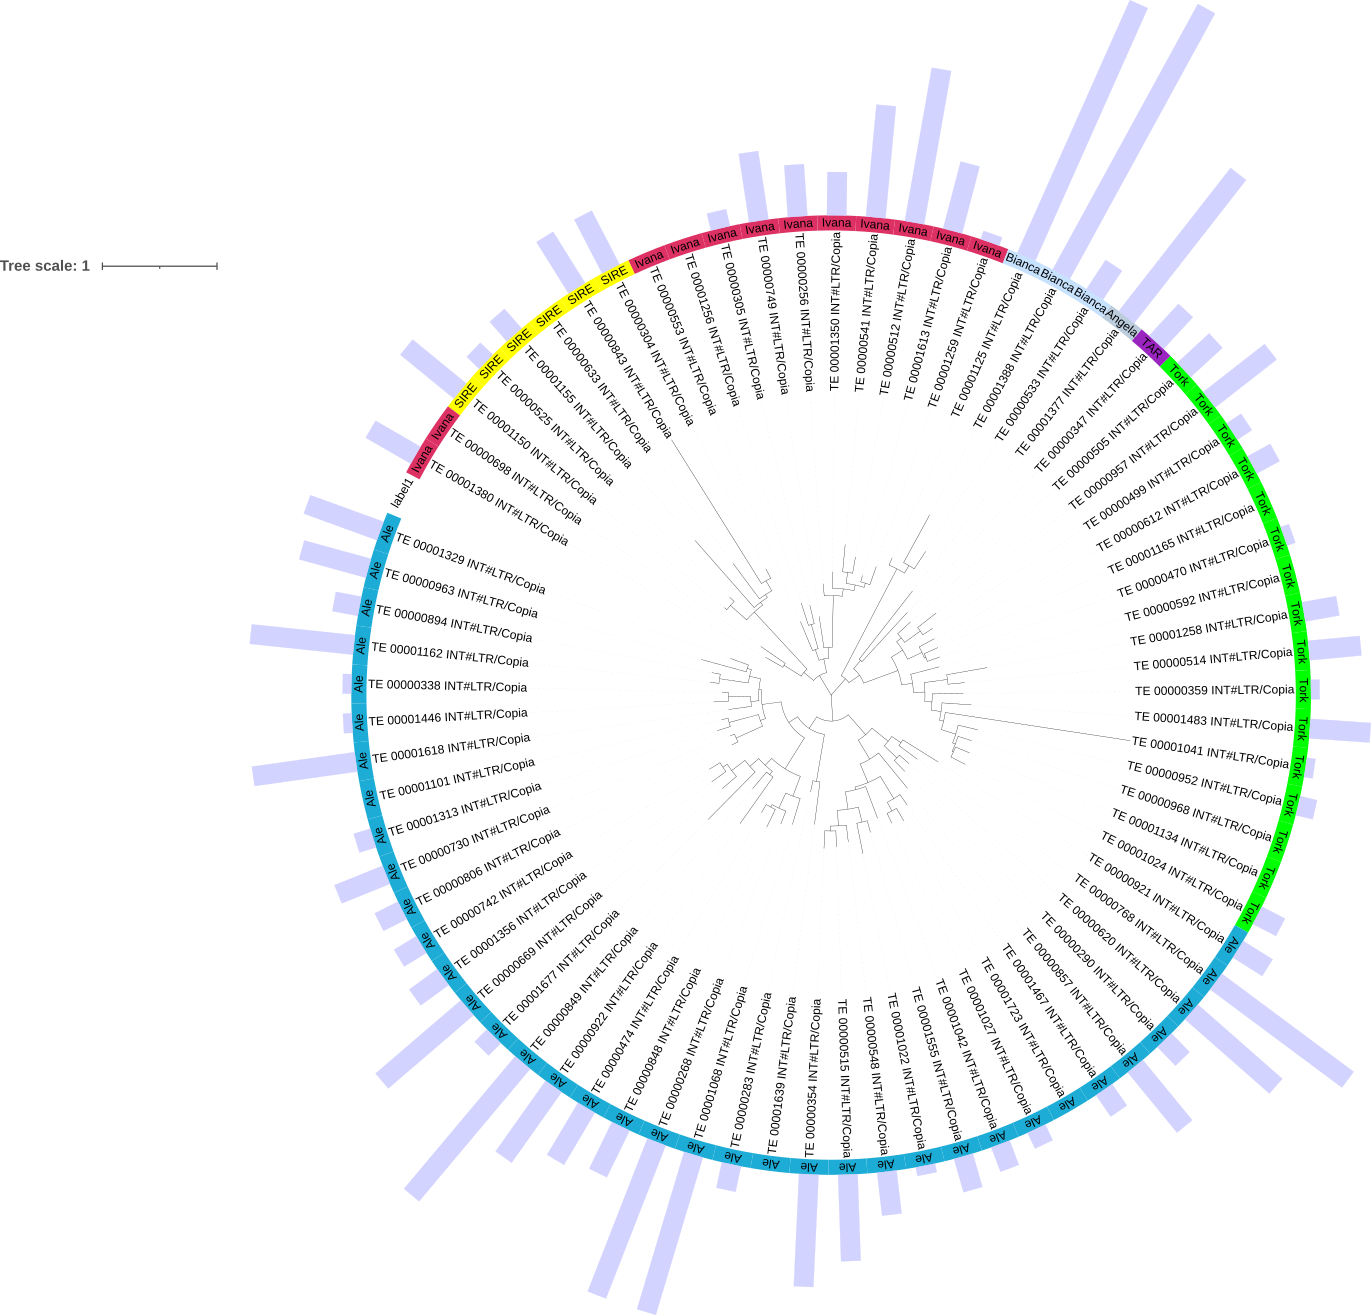 Tree scale: 1
label1
Ivana
TE 00001380 INT#LTR/Copia
Ivana
TE 00000698 INT#LTR/Copia
SIRE
TE 00001150 INT#LTR/Copia
SIRE
TE 00000525 INT#LTR/Copia
SIRE
TE 00001155 INT#LTR/Copia
SIRE
TE 00000633 INT#LTR/Copia
SIRE
TE 00000843 INT#LTR/Copia
SIRE
TE 00000304 INT#LTR/Copia
Ivana
TE 00000553 INT#LTR/Copia
Ivana
TE 00001256 INT#LTR/Copia
Ivana
TE 00000305 INT#LTR/Copia
Ivana
TE 00000749 INT#LTR/Copia
Ivana
TE 00000256 INT#LTR/Copia
Ivana
TE 00001350 INT#LTR/Copia
Ivana
TE 00000541 INT#LTR/Copia
Ivana
TE 00000512 INT#LTR/Copia
Ivana
TE 00001613 INT#LTR/Copia
Ivana
TE 00001259 INT#LTR/Copia
Bianca
TE 00001125 INT#LTR/Copia
Bianca
TE 00001388 INT#LTR/Copia
Bianca
TE 00000533 INT#LTR/Copia
Angela
TE 00001377 INT#LTR/Copia
TAR
TE 00000347 INT#LTR/Copia
Tork
TE 00000505 INT#LTR/Copia
Tork
TE 00000957 INT#LTR/Copia
Tork
TE 00000499 INT#LTR/Copia
Tork
TE 00000612 INT#LTR/Copia
Tork
TE 00001165 INT#LTR/Copia
Tork
TE 00000470 INT#LTR/Copia
Tork
TE 00000592 INT#LTR/Copia
Tork
TE 00001258 INT#LTR/Copia
Tork
TE 00000514 INT#LTR/Copia
Tork
TE 00000359 INT#LTR/Copia
Tork
TE 00001483 INT#LTR/Copia
Tork
TE 00001041 INT#LTR/Copia
Tork
TE 00000952 INT#LTR/Copia
Tork
TE 00000968 INT#LTR/Copia
Tork
TE 00001134 INT#LTR/Copia
Tork
TE 00001024 INT#LTR/Copia
Ale
TE 00000921 INT#LTR/Copia
Ale
TE 00000768 INT#LTR/Copia
Ale
TE 00000620 INT#LTR/Copia
Ale
TE 00000290 INT#LTR/Copia
Ale
TE 00000857 INT#LTR/Copia
Ale
TE 00001467 INT#LTR/Copia
Ale
TE 00001723 INT#LTR/Copia
Ale
TE 00001027 INT#LTR/Copia
Ale
TE 00001042 INT#LTR/Copia
Ale
TE 00001555 INT#LTR/Copia
Ale
TE 00001022 INT#LTR/Copia
Ale
TE 00000548 INT#LTR/Copia
Ale
TE 00000515 INT#LTR/Copia
Ale
TE 00000354 INT#LTR/Copia
Ale
TE 00001639 INT#LTR/Copia
Ale
TE 00000283 INT#LTR/Copia
Ale
TE 00001068 INT#LTR/Copia
Ale
TE 00000268 INT#LTR/Copia
Ale
TE 00000848 INT#LTR/Copia
Ale
TE 00000474 INT#LTR/Copia
Ale
TE 00000922 INT#LTR/Copia
Ale
TE 00000849 INT#LTR/Copia
Ale
TE 00001677 INT#LTR/Copia
Ale
TE 00000669 INT#LTR/Copia
Ale
TE 00001356 INT#LTR/Copia
Ale
TE 00000742 INT#LTR/Copia
Ale
TE 00000806 INT#LTR/Copia
Ale
TE 00000730 INT#LTR/Copia
Ale
TE 00001313 INT#LTR/Copia
Ale
TE 00001101 INT#LTR/Copia
Ale
TE 00001618 INT#LTR/Copia
Ale
TE 00001446 INT#LTR/Copia
Ale
TE 00000338 INT#LTR/Copia
Ale
TE 00001162 INT#LTR/Copia
Ale
TE 00000894 INT#LTR/Copia
Ale
TE 00000963 INT#LTR/Copia
Ale
TE 00001329 INT#LTR/Copia